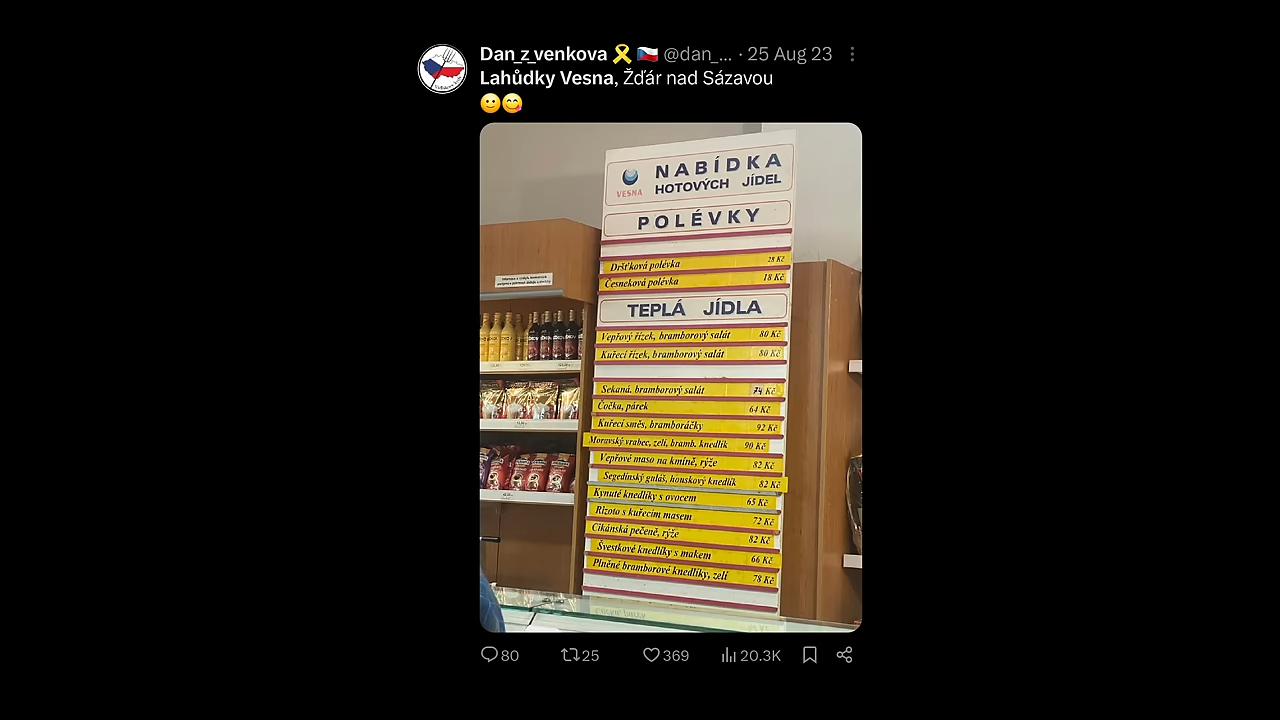 Dan_z_venkova 🎗️ 🇨🇿 @dan_... · 25 Aug 23
Lahůdky Vesna, Žďár nad Sázavou
🙂😋
NABÍDKA
VESNA HOTOVÝCH JÍDEL
POLÉVKY
Dršťková polévka 28 Kč
Česneková polévka 18 Kč
TEPLÁ JÍDLA
Vepřový řízek, bramborový salát 80 Kč
Kuřecí řízek, bramborový salát 80 Kč
Sekaná, bramborový salát 74 Kč
Čočka, párek 64 Kč
Kuřecí směs, bramboráčky 92 Kč
Moravský vrabec, zelí, bramb. knedlík 90 Kč
Vepřové maso na kmíně, rýže 82 Kč
Segedínský guláš, houskový knedlík 82 Kč
Kynuté knedlíky s ovocem 65 Kč
Rizoto s kuřecím masem 72 Kč
Cikánská pečeně, rýže 82 Kč
Švestkové knedlíky s makem 66 Kč
Plněné bramborové knedlíky, zelí 78 Kč
80 25 369 20.3K